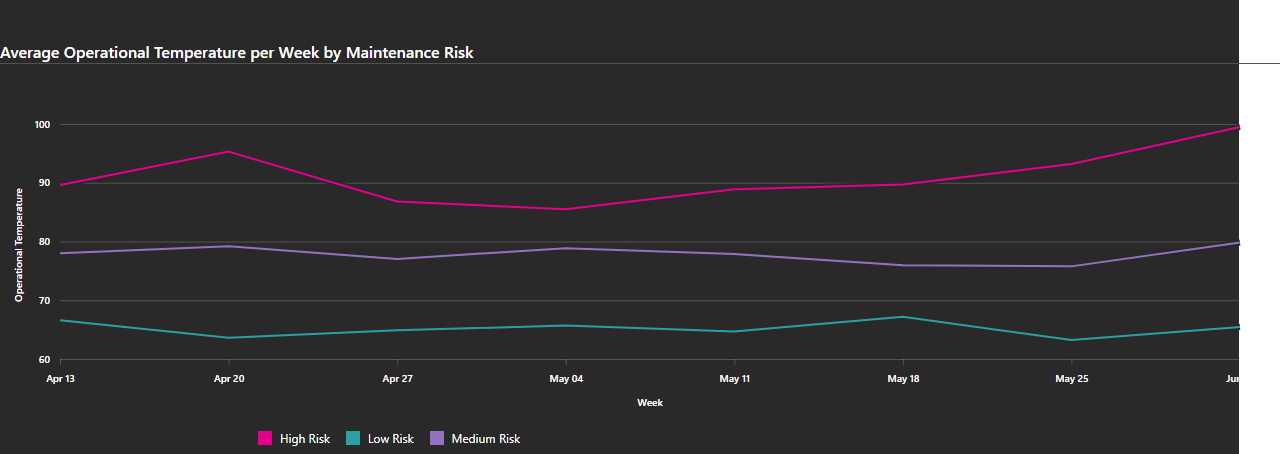 Average Operational Temperature per Week by Maintenance Risk
100
90
80
70
60
Operational Temperature
Apr 13 Apr 20 Apr 27 May 04 May 11 May 18 May 25
Week
High Risk Low Risk Medium Risk